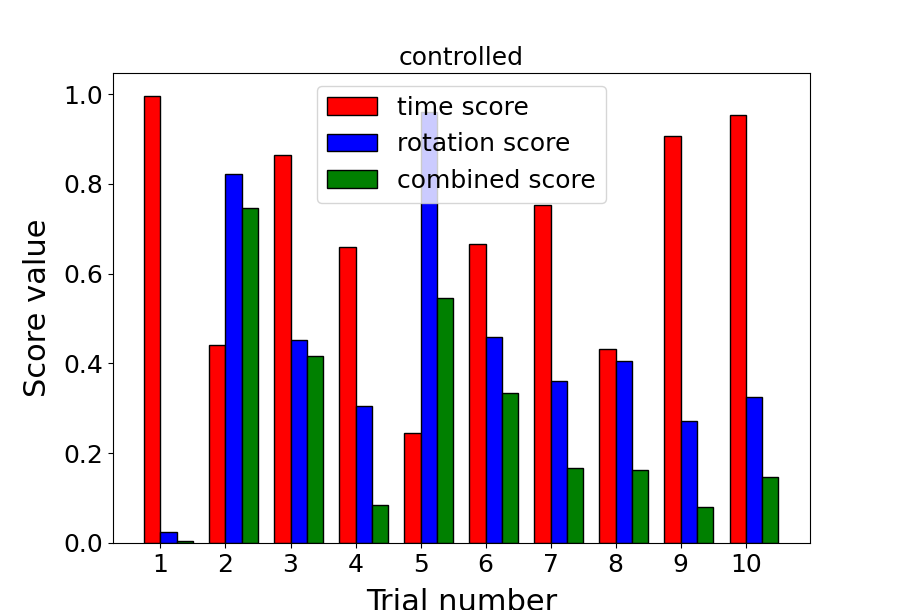 controlled
time score
rotation score
combined score
Score value
1.0
0.8
0.6
0.4
0.2
0.0
1 2 3 4 5 6 7 8 9 10
Trial number